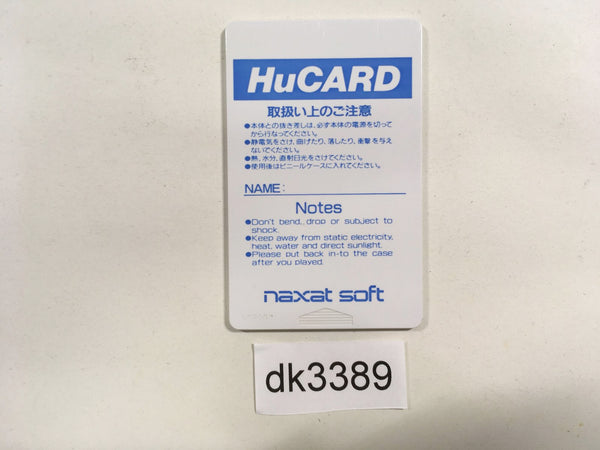 HuCARD
取扱い上のご注意
●本体との抜き差しは、必ず本体の電源を切って
から行なってください。
●静電気をさけ、曲げたり、落したり、衝撃を与え
ないでください。
●熱、水分、直射日光をさけてください。
●使用後はビニールケースに入れてください。
NAME:
Notes
●Don't bend, drop or subject to
shock.
●Keep away from static electricity,
heat, water and direct sunlight.
●Please put back in-to the case
after you played.
naxat soft
dk3389